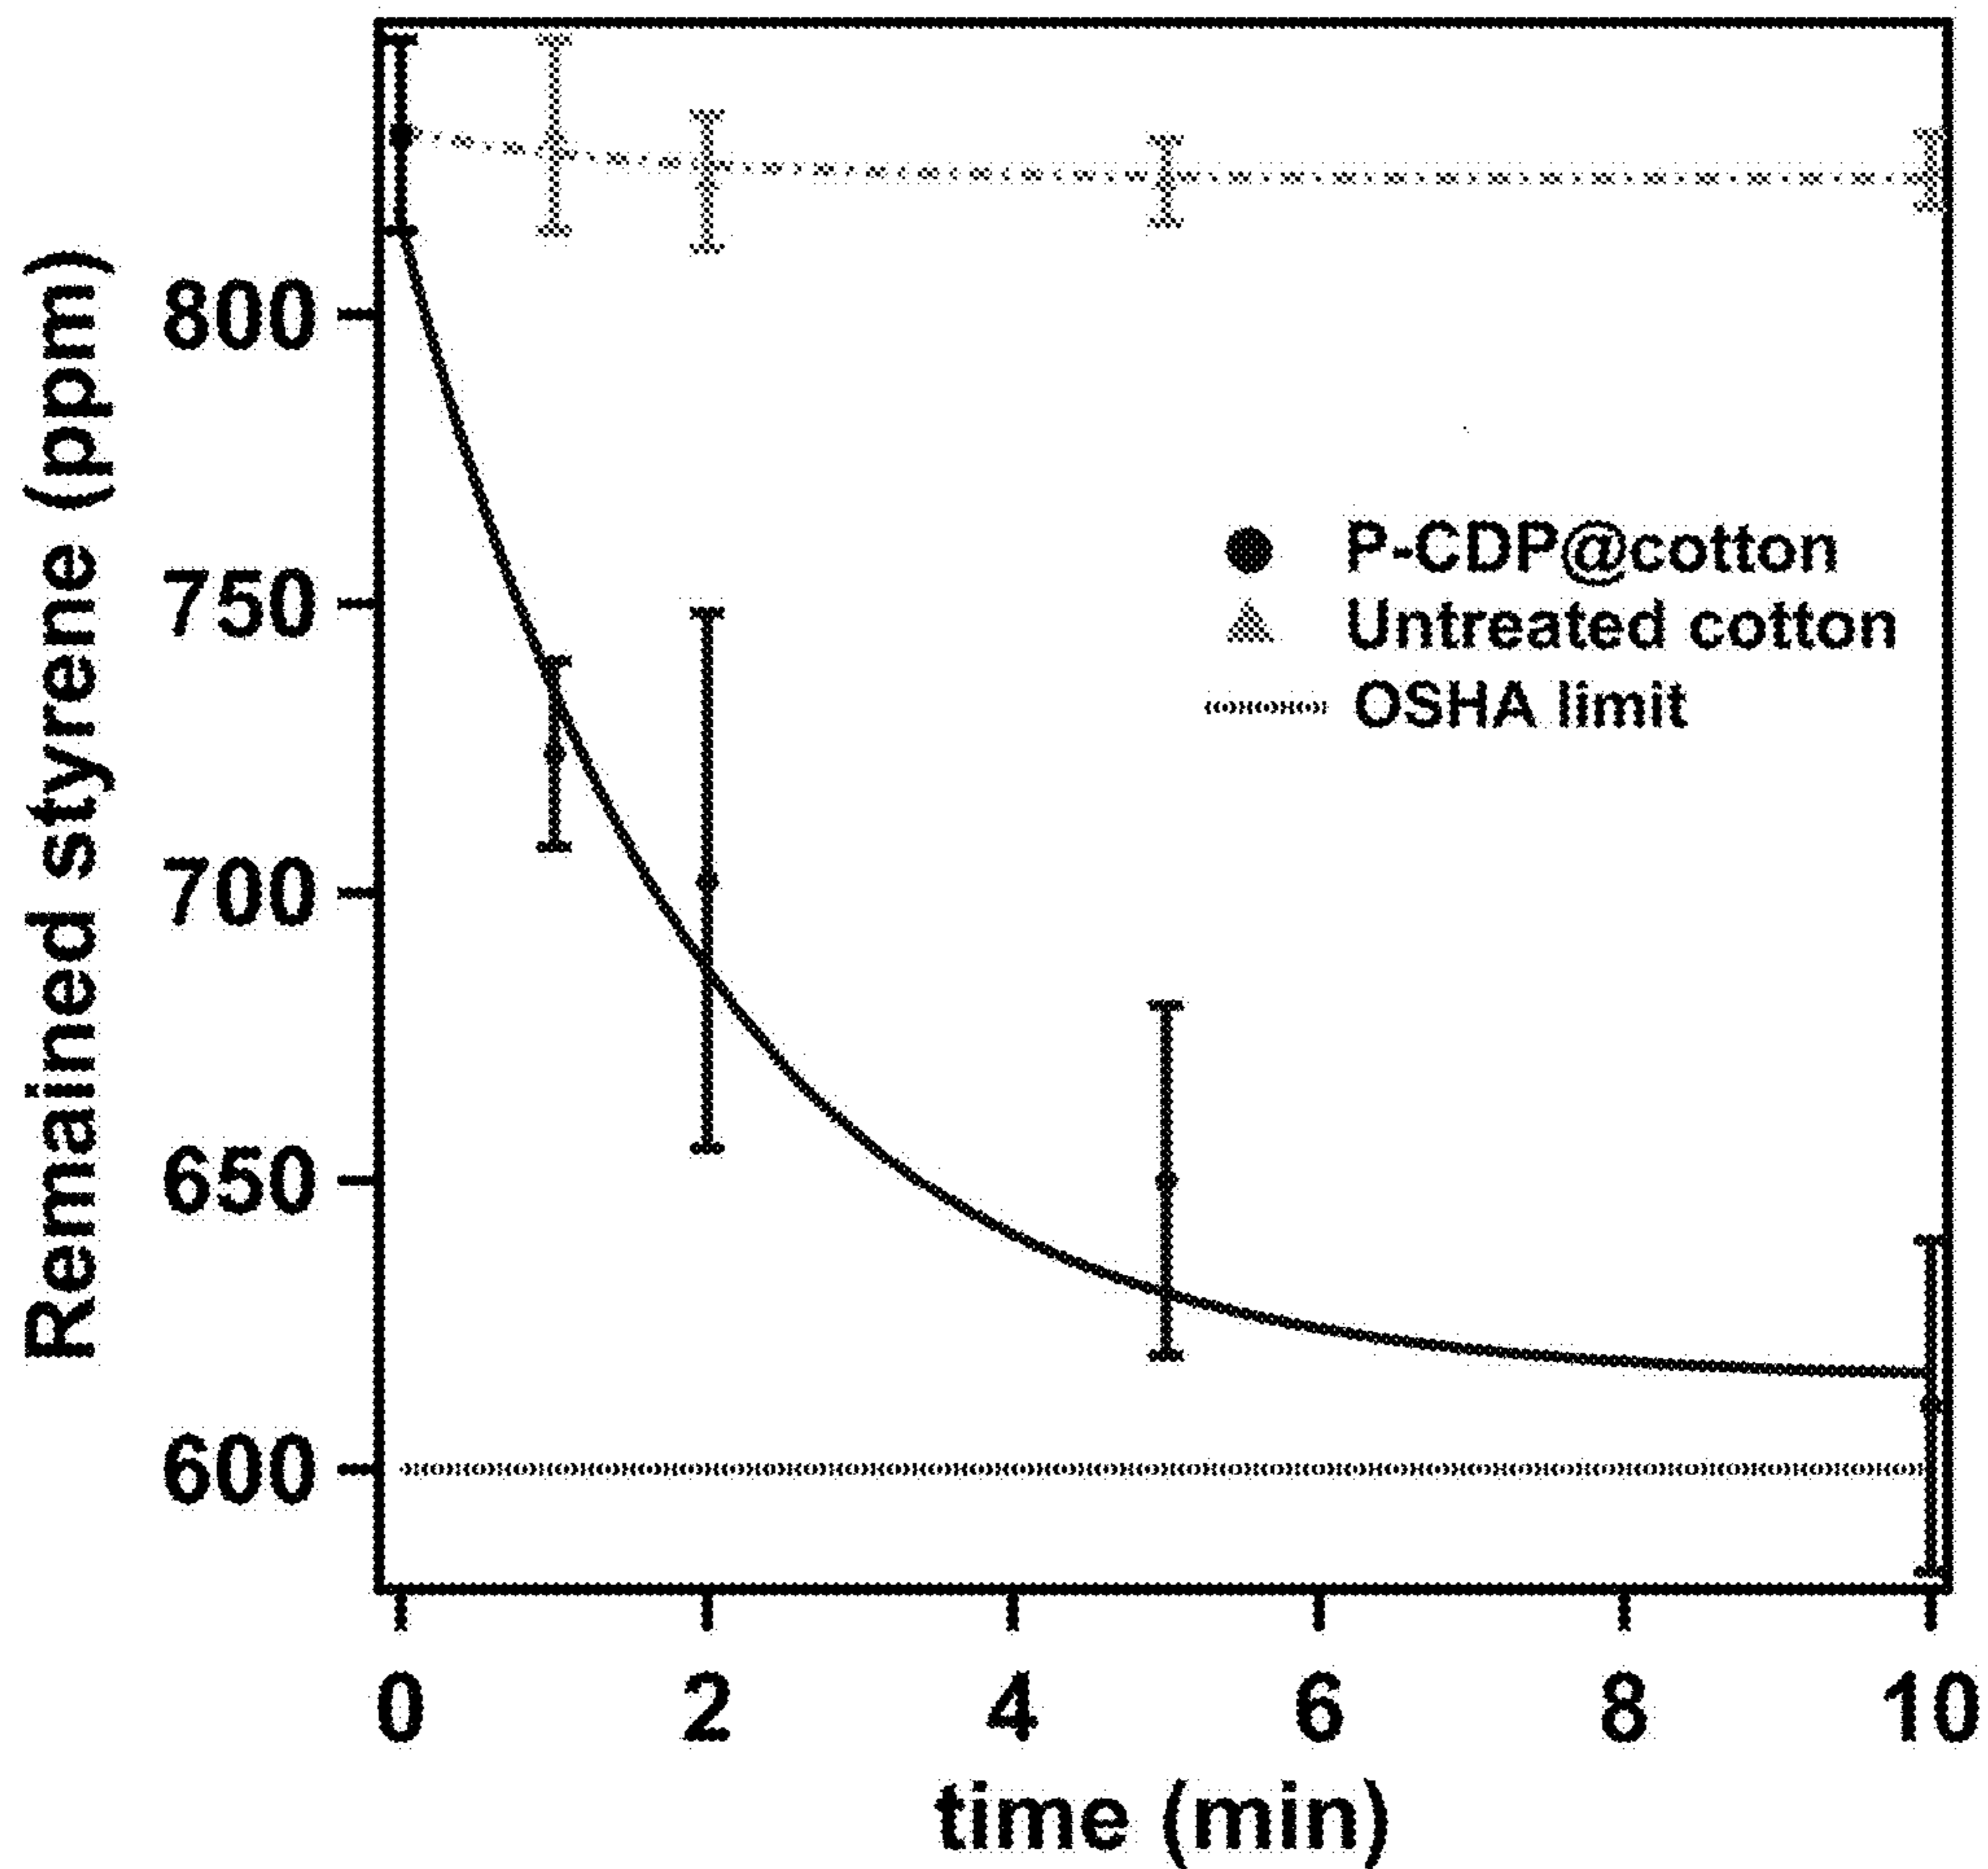 Remained styrene (ppm)
800
750
700
650
600
P-CDP@cotton
Untreated cotton
OSHA limit
0 2 4 6 8 10
time (min)